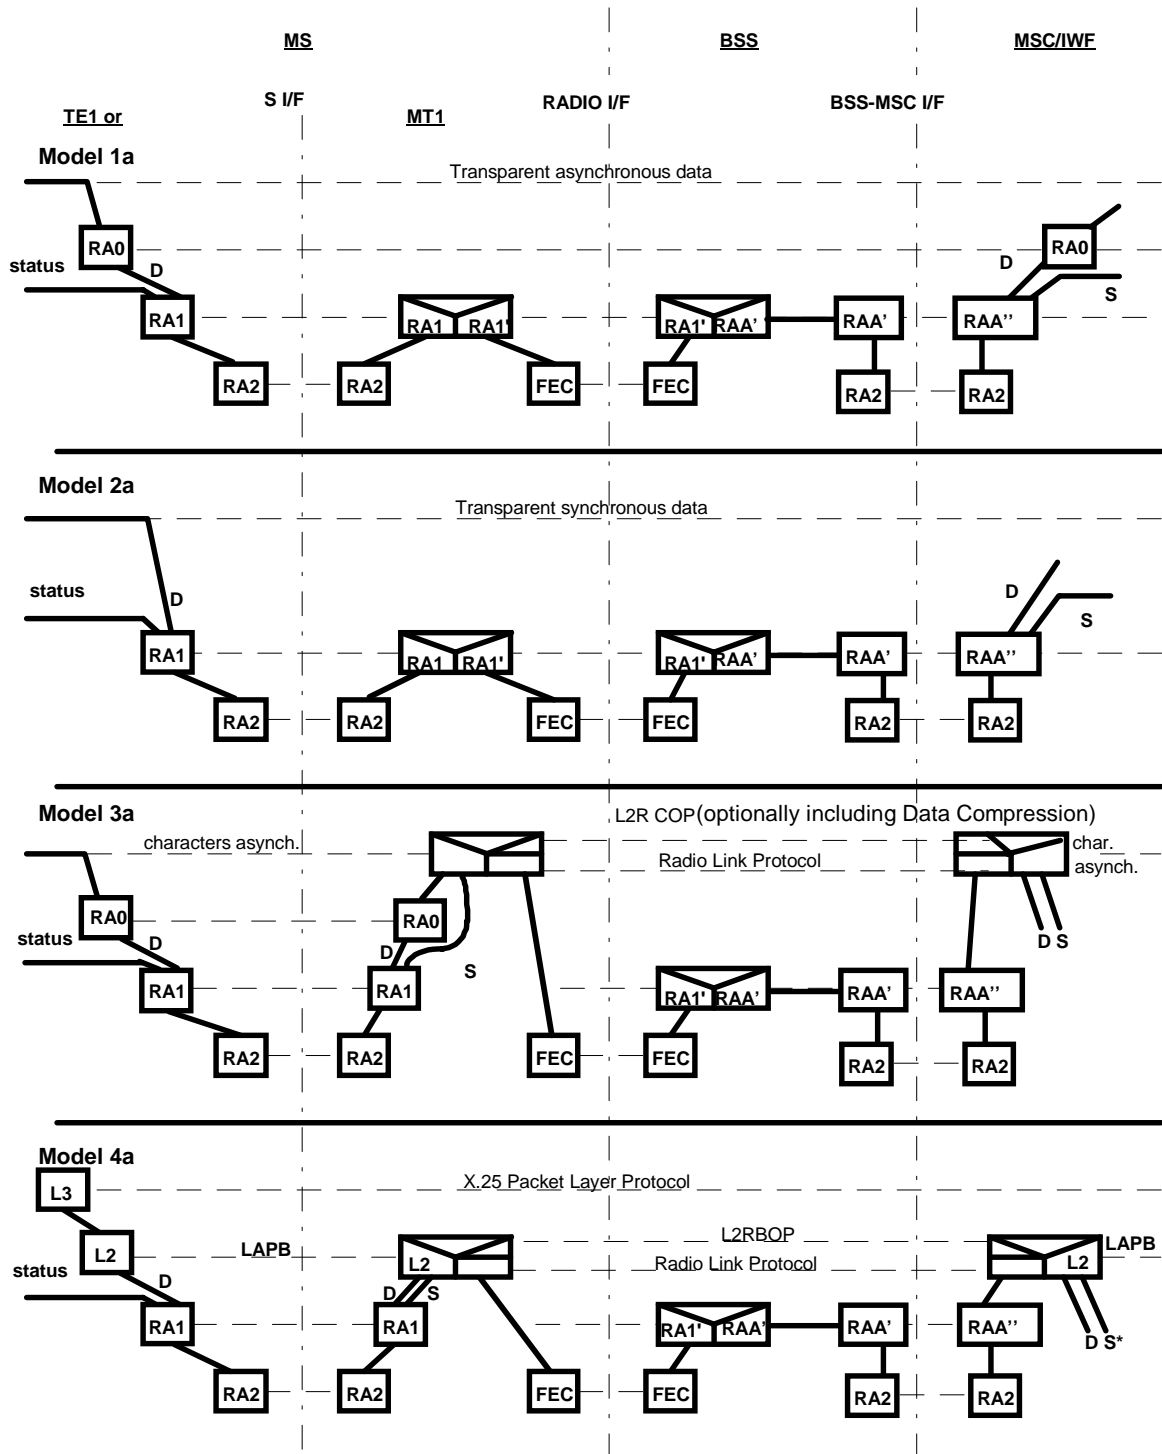 MS BSS MSC/IWF
S I/F RADIO I/F BSS-MSC I/F
TE1 or MT1
Model 1a
Transparent asynchronous data
RA0 RA0
status D D
S
RA1 RA1 RA1' RA1' RAA' RAA' RAA''
RA2 RA2 FEC FEC RA2 RA2
Model 2a
Transparent synchronous data
status D D
S
RA1 RA1 RA1' RA1' RAA' RAA' RAA''
RA2 RA2 FEC FEC RA2 RA2
Model 3a
L2R COP(optionally including Data Compression)
characters asynch. char.
Radio Link Protocol asynch.
RA0 RA0
status D D S D S
RA1 RA1 RA1' RAA' RAA' RAA''
RA2 RA2 FEC FEC RA2 RA2
Model 4a
L3 X.25 Packet Layer Protocol
L2RBOP
L2 LAPB L2 Radio Link Protocol L2 LAPB
status D D S
RA1 RA1 RA1' RAA' RAA' RAA'' D S*
RA2 RA2 FEC FEC RA2 RA2